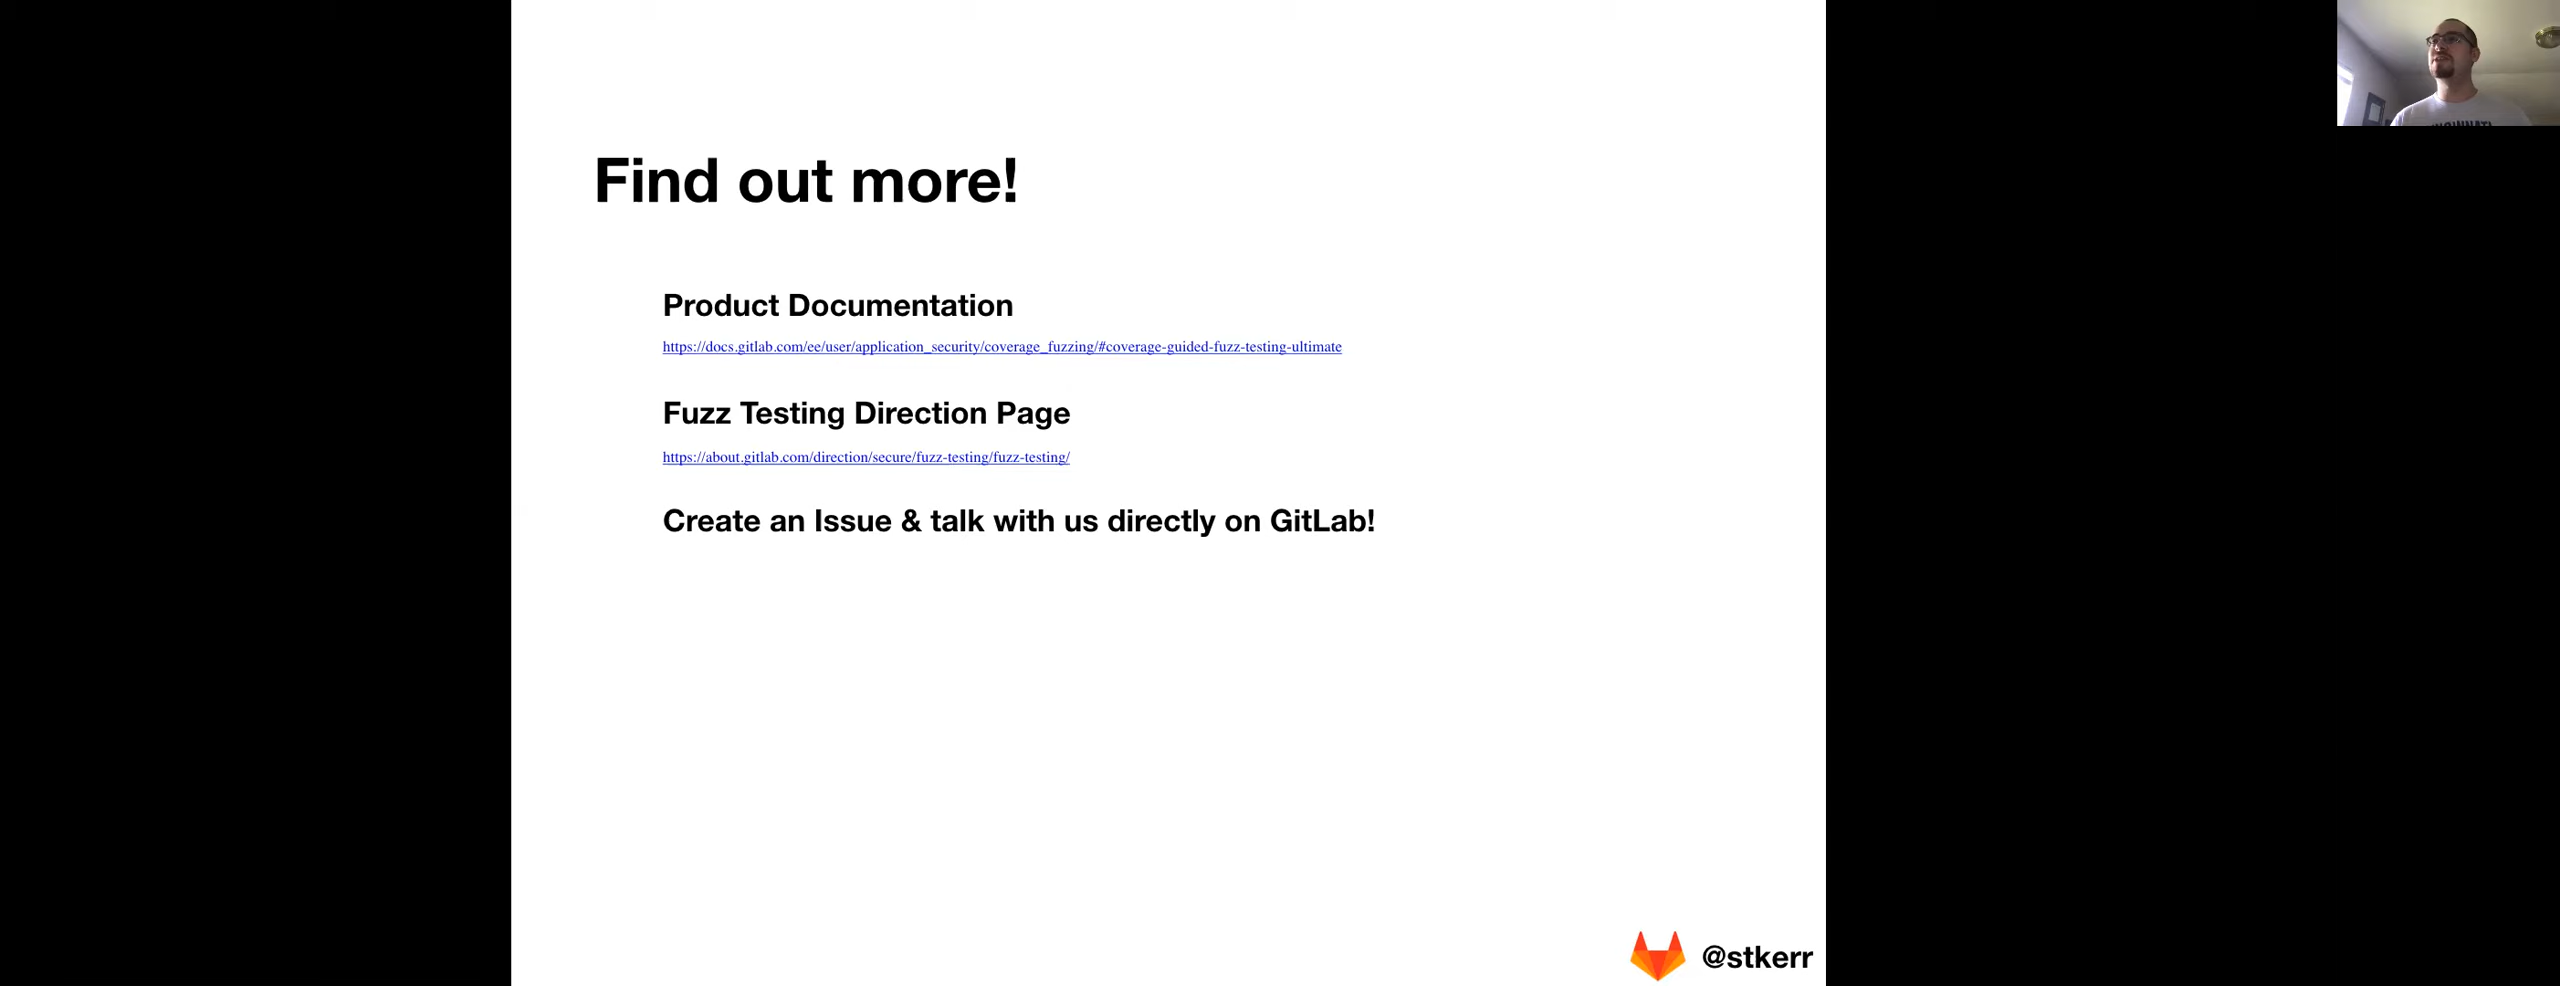 Find out more!
Product Documentation
https://docs.gitlab.com/ee/user/application_security/coverage_fuzzing/#coverage-guided-fuzz-testing-ultimate
Fuzz Testing Direction Page
https://about.gitlab.com/direction/secure/fuzz-testing/fuzz-testing/
Create an Issue & talk with us directly on GitLab!
@stkerr